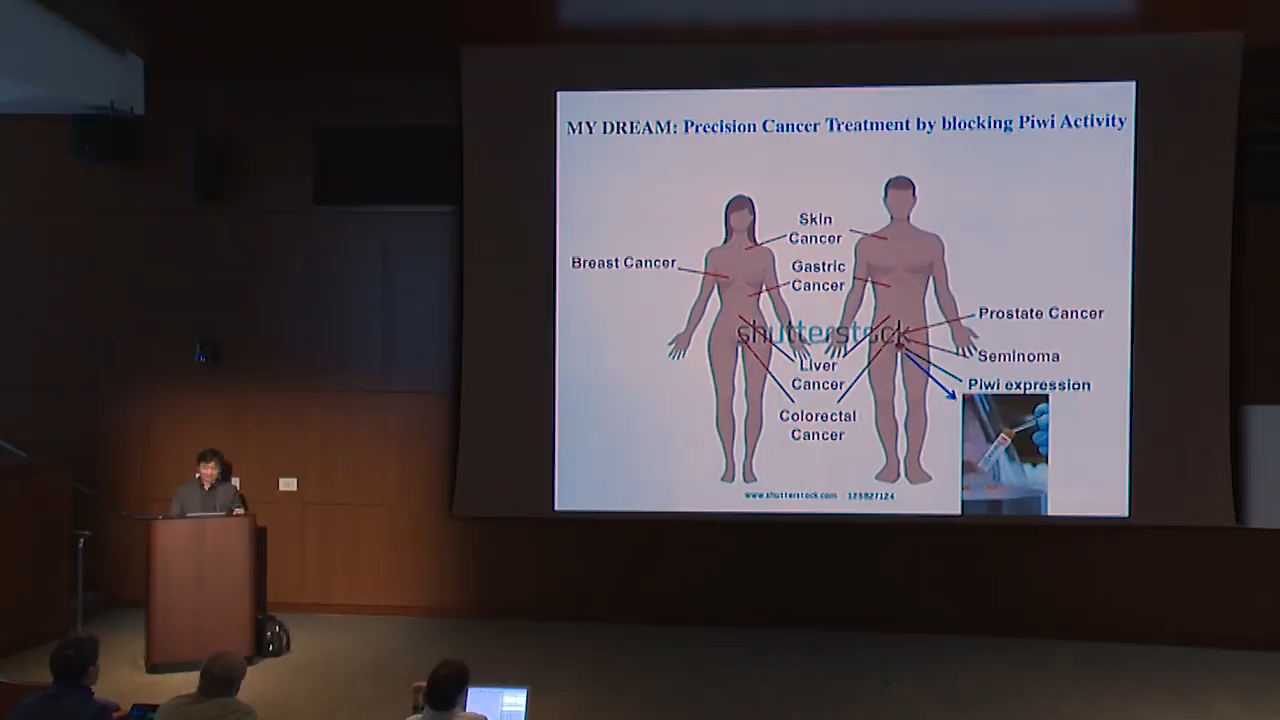 MY DREAM: Precision Cancer Treatment by blocking Piwi Activity
Skin
Cancer
Breast Cancer
Gastric
Cancer
Prostate Cancer
shutterstock
Seminoma
Liver
Cancer
Piwi expression
Colorectal
Cancer
www.shutterstock.com 125827124